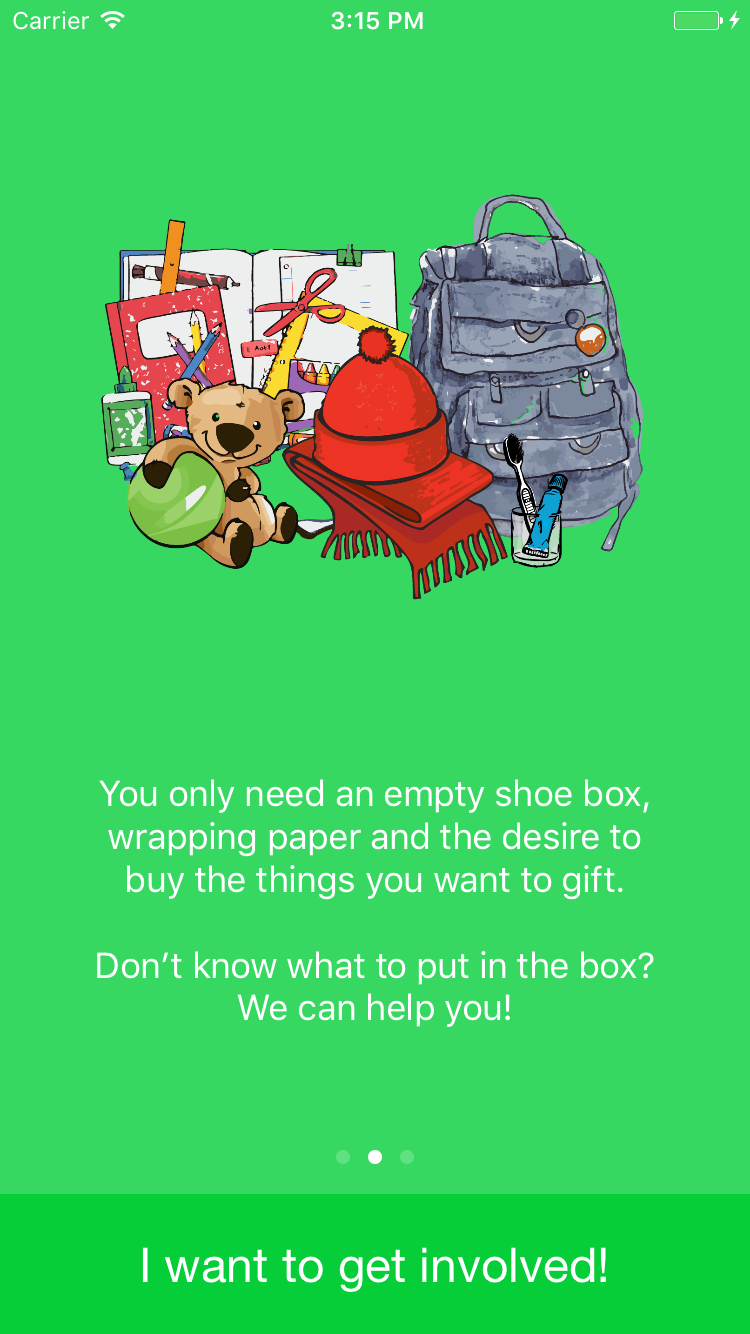 Carrier 3:15 PM
You only need an empty shoe box,
wrapping paper and the desire to
buy the things you want to gift.
Don’t know what to put in the box?
We can help you!
I want to get involved!